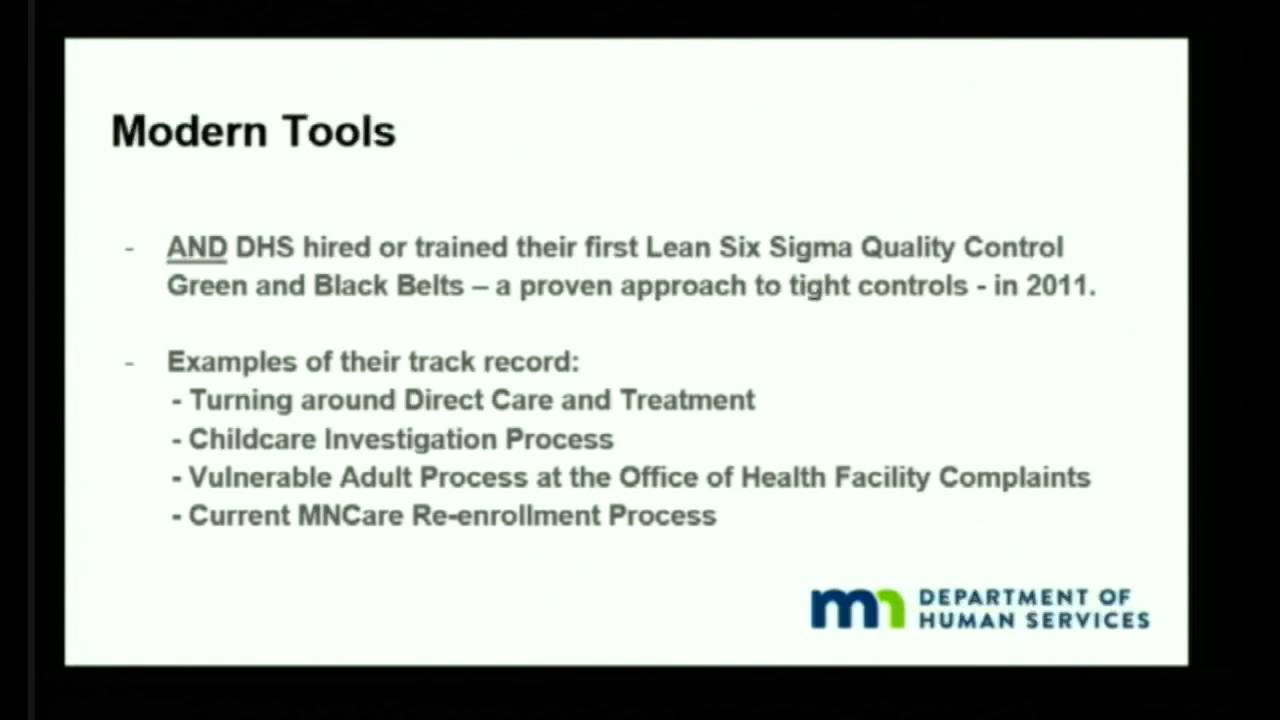 Modern Tools
- AND DHS hired or trained their first Lean Six Sigma Quality Control
Green and Black Belts – a proven approach to tight controls - in 2011.
- Examples of their track record:
- Turning around Direct Care and Treatment
- Childcare Investigation Process
- Vulnerable Adult Process at the Office of Health Facility Complaints
- Current MNCare Re-enrollment Process
mn DEPARTMENT OF
HUMAN SERVICES